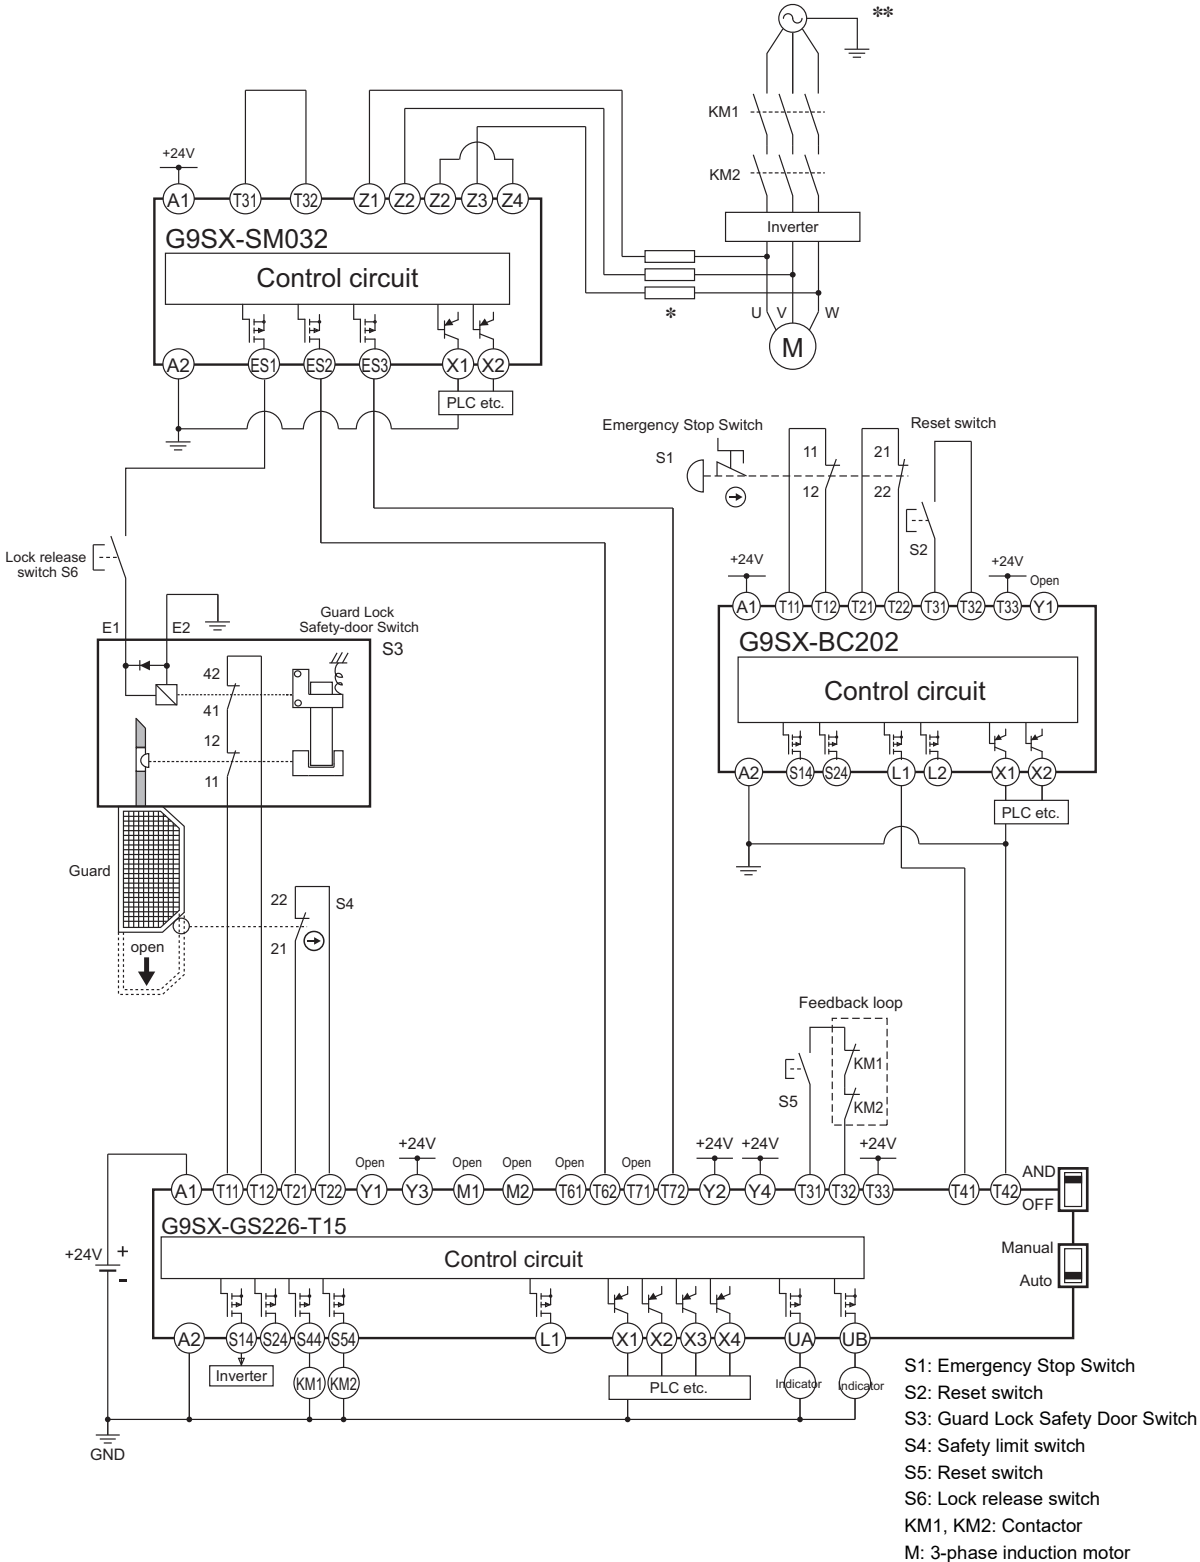 **
KM1
KM2
Inverter
+24V
A1 T31 T32 Z1 Z2 Z2 Z3 Z4
G9SX-SM032
Control circuit
*
U V W
M
A2 ES1 ES2 ES3 X1 X2
PLC etc.
Emergency Stop Switch
S1
11
12
21
22
Reset switch
S2
Lock release
switch S6
+24V
+24V
Open
A1 T11 T12 T21 T22 T31 T32 T33 Y1
G9SX-BC202
Control circuit
A2 S14 S24 L1 L2 X1 X2
PLC etc.
E1 E2
Guard Lock
Safety-door Switch
S3
42
41
12
11
Guard
open
22
21
S4
Feedback loop
KM1
KM2
S5
Open
+24V
Open
Open
Open
Open
+24V
+24V
+24V
A1 T11 T12 T21 T22 Y1 Y3 M1 M2 T61 T62 T71 T72 Y2 Y4 T31 T32 T33 T41 T42
AND
OFF
Manual
Auto
G9SX-GS226-T15
Control circuit
+24V
+
-
A2 S14 S24 S44 S54 L1 X1 X2 X3 X4 UA UB
Inverter
KM1 KM2
PLC etc.
Indicator
Indicator
GND
S1: Emergency Stop Switch
S2: Reset switch
S3: Guard Lock Safety Door Switch
S4: Safety limit switch
S5: Reset switch
S6: Lock release switch
KM1, KM2: Contactor
M: 3-phase induction motor